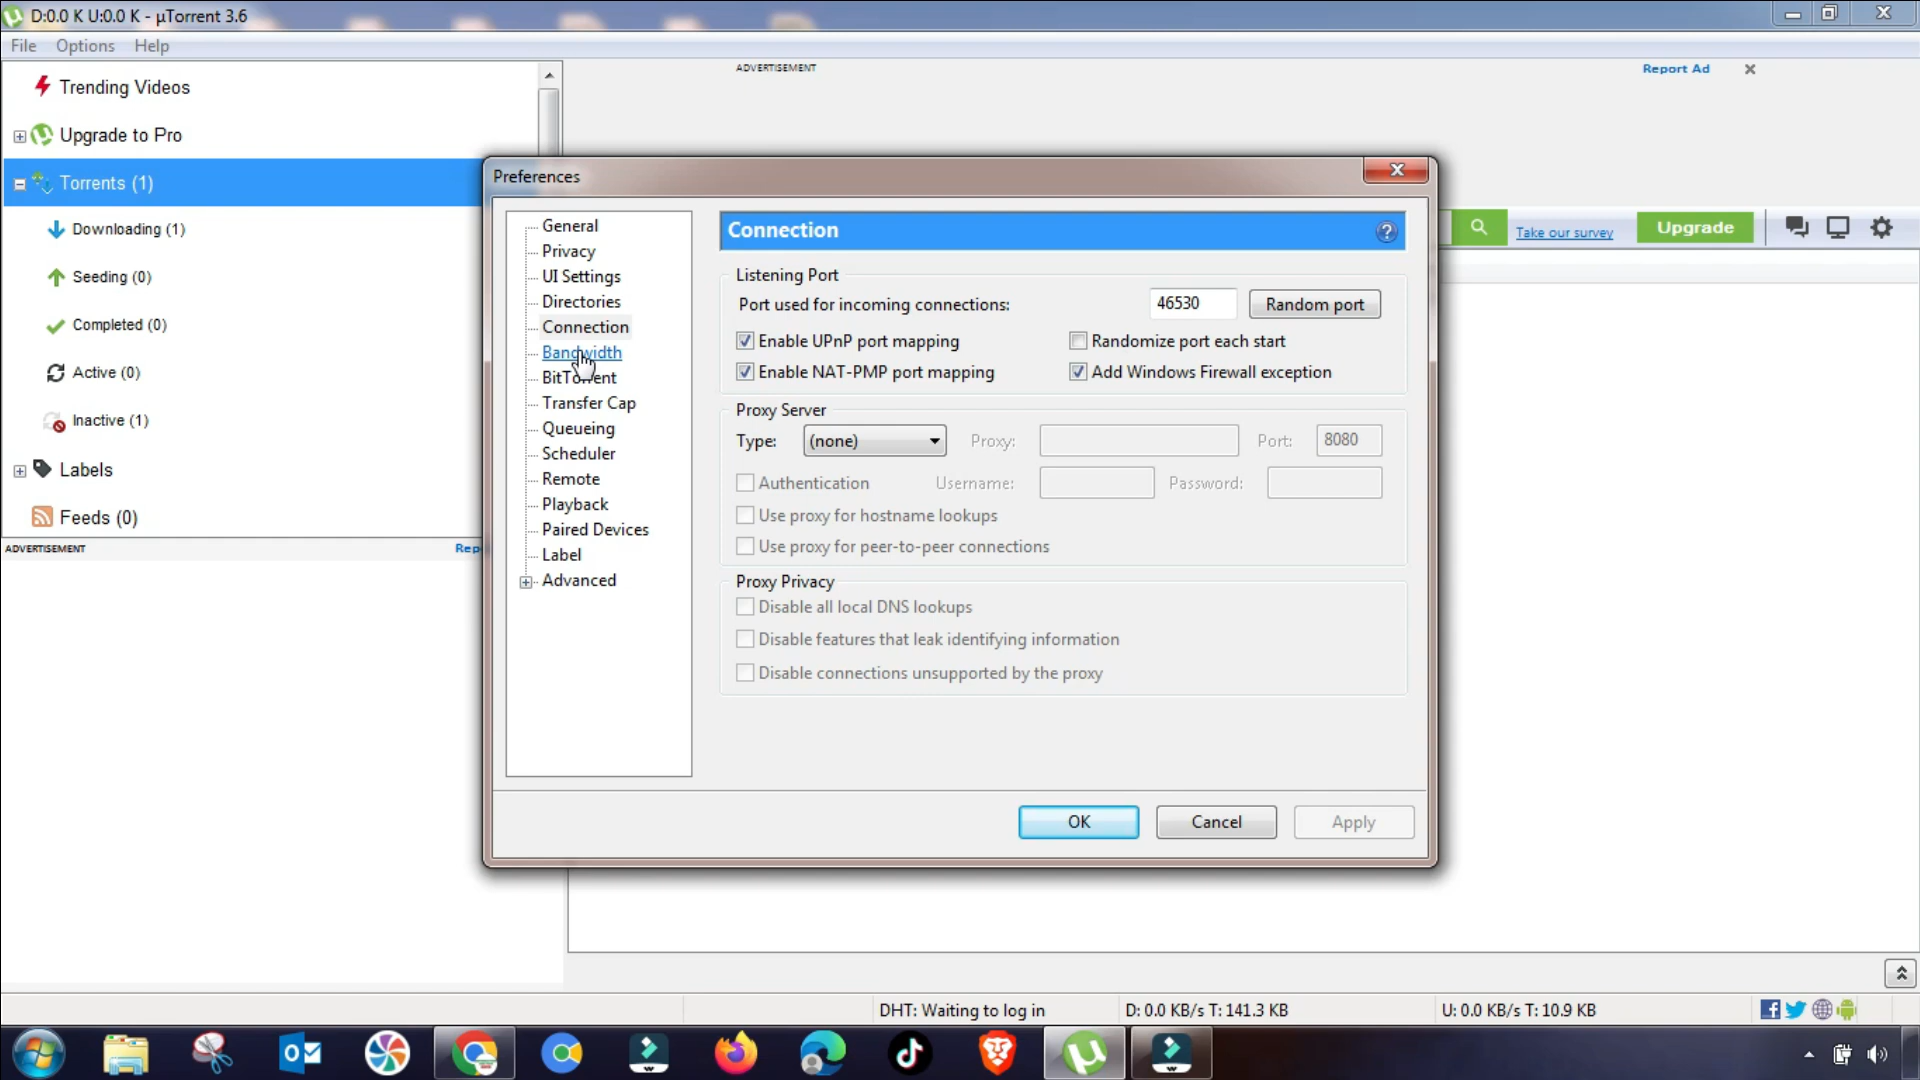 D:0.0 K U:0.0 K - µTorrent 3.6
File Options Help
Trending Videos
Upgrade to Pro
Torrents (1)
Downloading (1)
Seeding (0)
Completed (0)
Active (0)
Inactive (1)
Labels
Feeds (0)
ADVERTISEMENT
Rep
ADVERTISEMENT
Report Ad
Take our survey
Upgrade
Preferences
General
Privacy
UI Settings
Directories
Connection
Bandwidth
BitTorrent
Transfer Cap
Queueing
Scheduler
Remote
Playback
Paired Devices
Label
Advanced
Connection
Listening Port
Port used for incoming connections: 46530 Random port
Enable UPnP port mapping Randomize port each start
Enable NAT-PMP port mapping Add Windows Firewall exception
Proxy Server
Type: (none) Proxy: Port: 8080
Authentication Username: Password:
Use proxy for hostname lookups
Use proxy for peer-to-peer connections
Proxy Privacy
Disable all local DNS lookups
Disable features that leak identifying information
Disable connections unsupported by the proxy
OK Cancel Apply
DHT: Waiting to log in D: 0.0 KB/s T: 141.3 KB U: 0.0 KB/s T: 10.9 KB